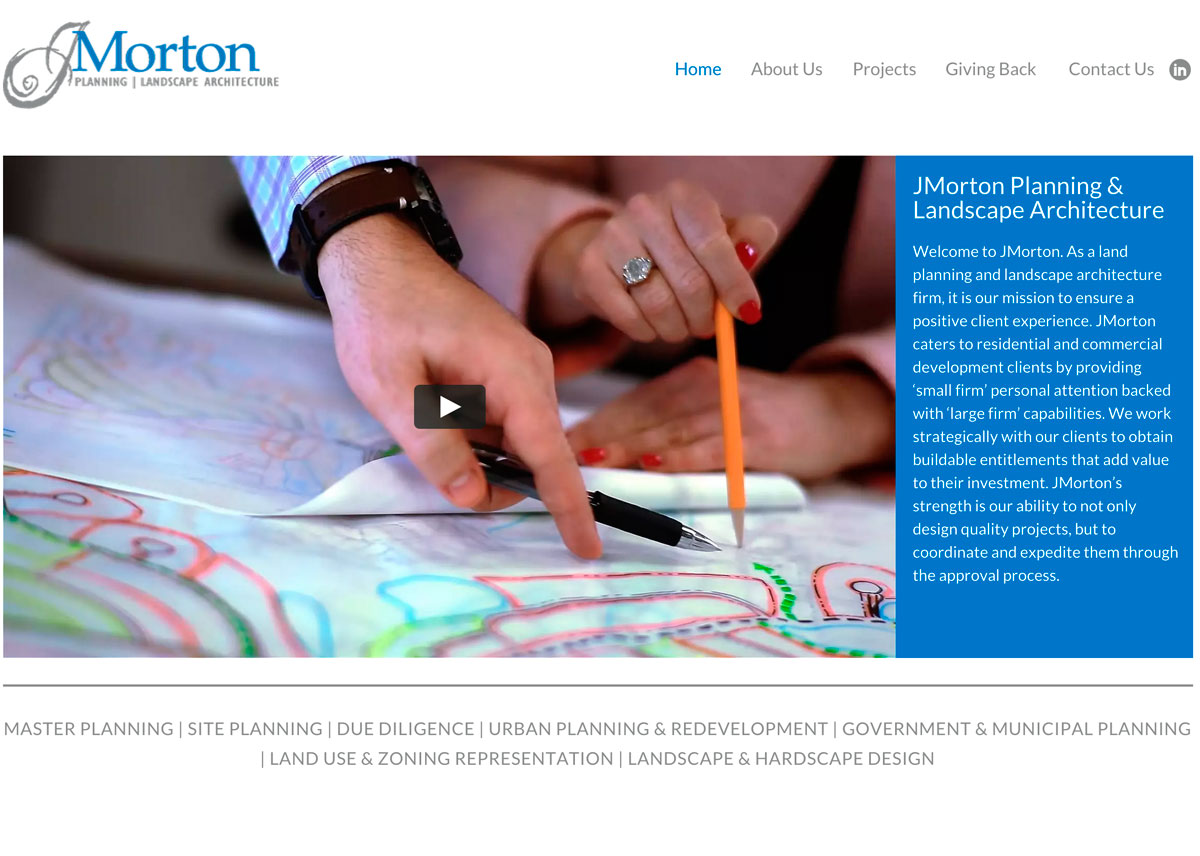 JMorton
PLANNING | LANDSCAPE ARCHITECTURE
Home About Us Projects Giving Back Contact Us in
JMorton Planning &
Landscape Architecture
Welcome to JMorton. As a land
planning and landscape architecture
firm, it is our mission to ensure a
positive client experience. JMorton
caters to residential and commercial
development clients by providing
‘small firm’ personal attention backed
with ‘large firm’ capabilities. We work
strategically with our clients to obtain
buildable entitlements that add value
to their investment. JMorton’s
strength is our ability to not only
design quality projects, but to
coordinate and expedite them through
the approval process.
MASTER PLANNING | SITE PLANNING | DUE DILIGENCE | URBAN PLANNING & REDEVELOPMENT | GOVERNMENT & MUNICIPAL PLANNING
| LAND USE & ZONING REPRESENTATION | LANDSCAPE & HARDSCAPE DESIGN